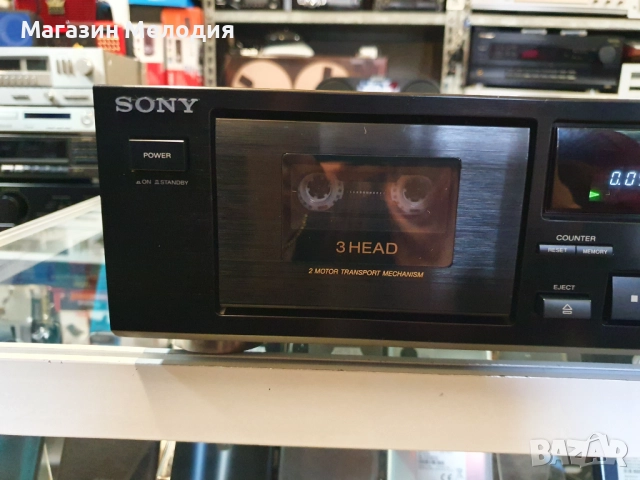 Магазин Мелодия
SONY
POWER
ON STANDBY
3 HEAD
2 MOTOR TRANSPORT MECHANISM
COUNTER
RESET MEMORY
EJECT
BAZAR